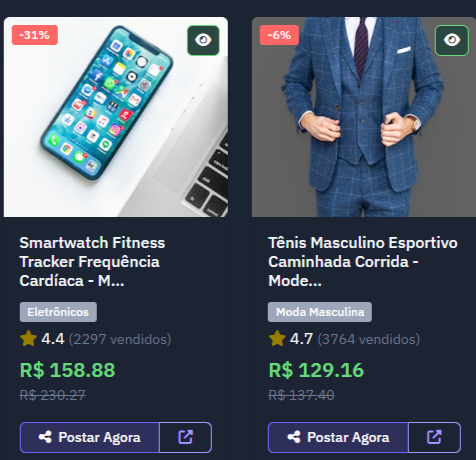 -31%
Smartwatch Fitness
Tracker Frequência
Cardíaca - M...
Eletrônicos
4.4 (2297 vendidos)
R$ 158.88
R$ 230.27
Postar Agora
-6%
Tênis Masculino Esportivo
Caminhada Corrida -
Mode...
Moda Masculina
4.7 (3764 vendidos)
R$ 129.16
R$ 137.40
Postar Agora